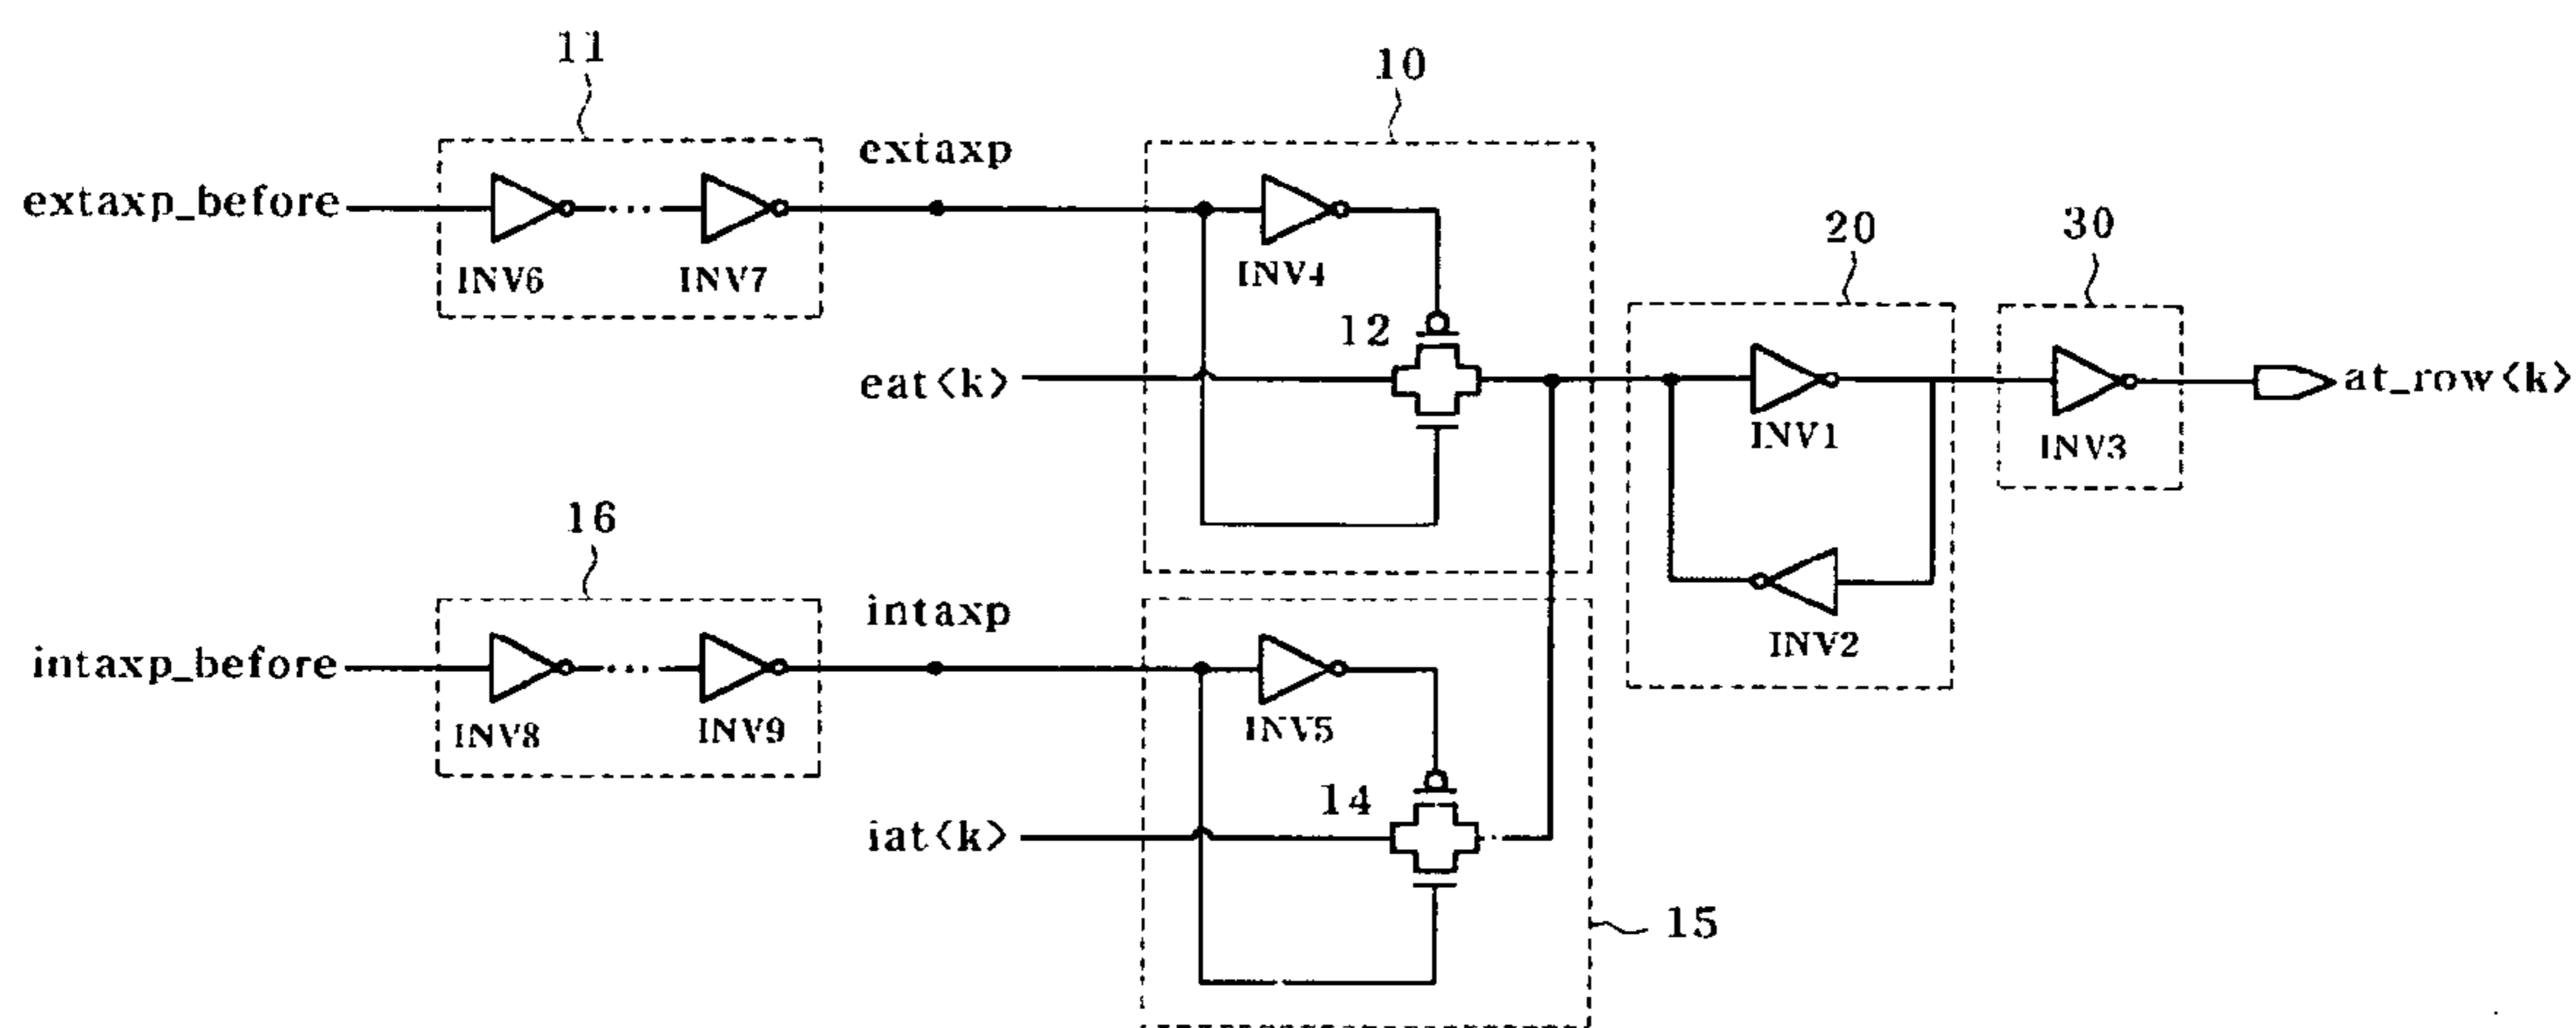 11
10
extaxp
extaxp_before
INV6
INV7
INV4
20
30
12
eat<k>
INV1
INV3
at_row<k>
16
intaxp
intaxp_before
INV8
INV9
INV5
INV2
14
iat<k>
15